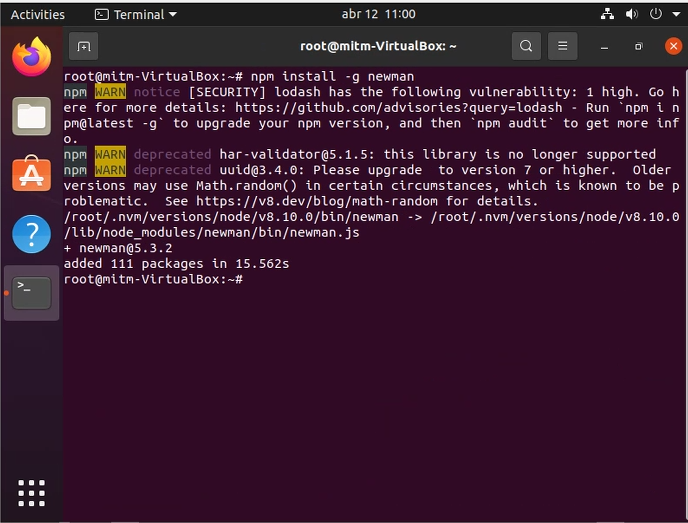 Activities
Terminal
abr 12 11:00
root@mitm-VirtualBox: ~
root@mitm-VirtualBox:~# npm install -g newman
npm WARN notice [SECURITY] lodash has the following vulnerability: 1 high. Go h
ere for more details: https://github.com/advisories?query=lodash - Run `npm i n
pm@latest -g` to upgrade your npm version, and then `npm audit` to get more inf
o.
npm WARN deprecated har-validator@5.1.5: this library is no longer supported
npm WARN deprecated uuid@3.4.0: Please upgrade  to version 7 or higher.  Older
versions may use Math.random() in certain circumstances, which is known to be p
roblematic.  See https://v8.dev/blog/math-random for details.
/root/.nvm/versions/node/v8.10.0/bin/newman -> /root/.nvm/versions/node/v8.10.0
/lib/node_modules/newman/bin/newman.js
+ newman@5.3.2
added 111 packages in 15.562s
root@mitm-VirtualBox:~#